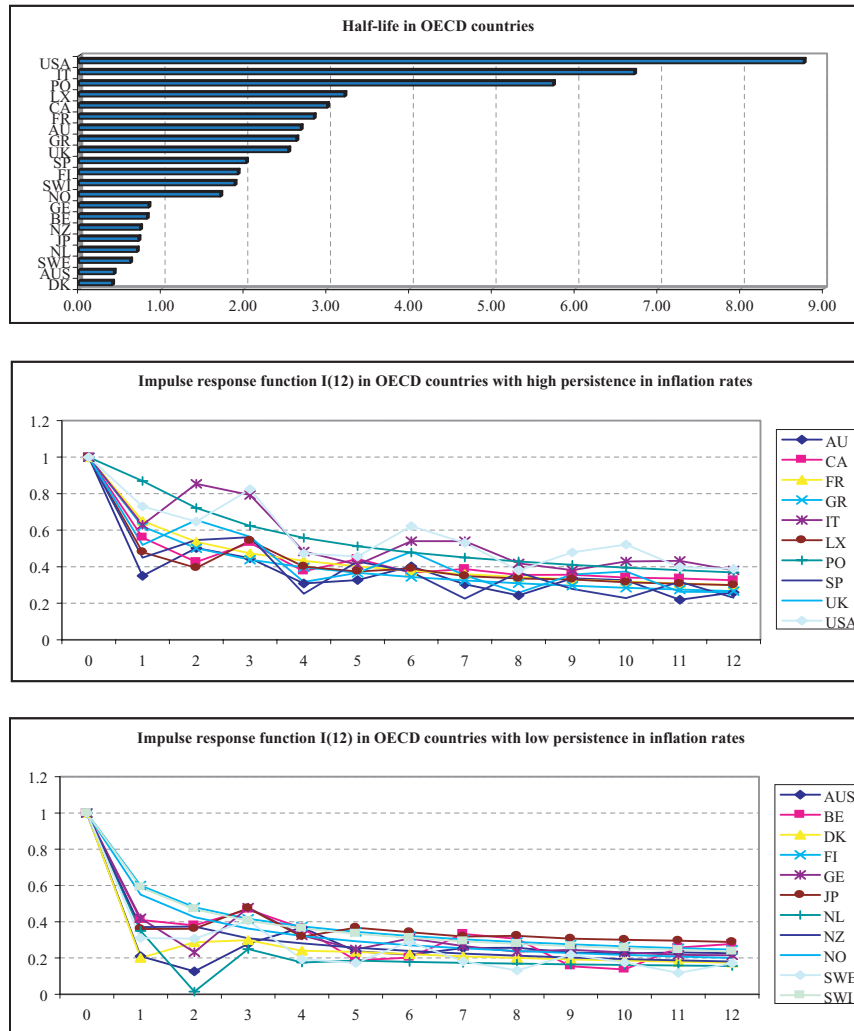 Half-life in OECD countries
USA
IT
PO
LX
CA
FR
AU
GR
UK
SP
FI
SWI
NO
GE
BE
NZ
JP
NL
SWE
AUS
DK
0.00 1.00 2.00 3.00 4.00 5.00 6.00 7.00 8.00 9.00
Impulse response function I(12) in OECD countries with high persistence in inflation rates
1.2
1
0.8
0.6
0.4
0.2
0
0 1 2 3 4 5 6 7 8 9 10 11 12
AU
CA
FR
GR
IT
LX
PO
SP
UK
USA
Impulse response function I(12) in OECD countries with low persistence in inflation rates
1.2
1
0.8
0.6
0.4
0.2
0
0 1 2 3 4 5 6 7 8 9 10 11 12
AUS
BE
DK
FI
GE
JP
NL
NZ
NO
SWE
SWI